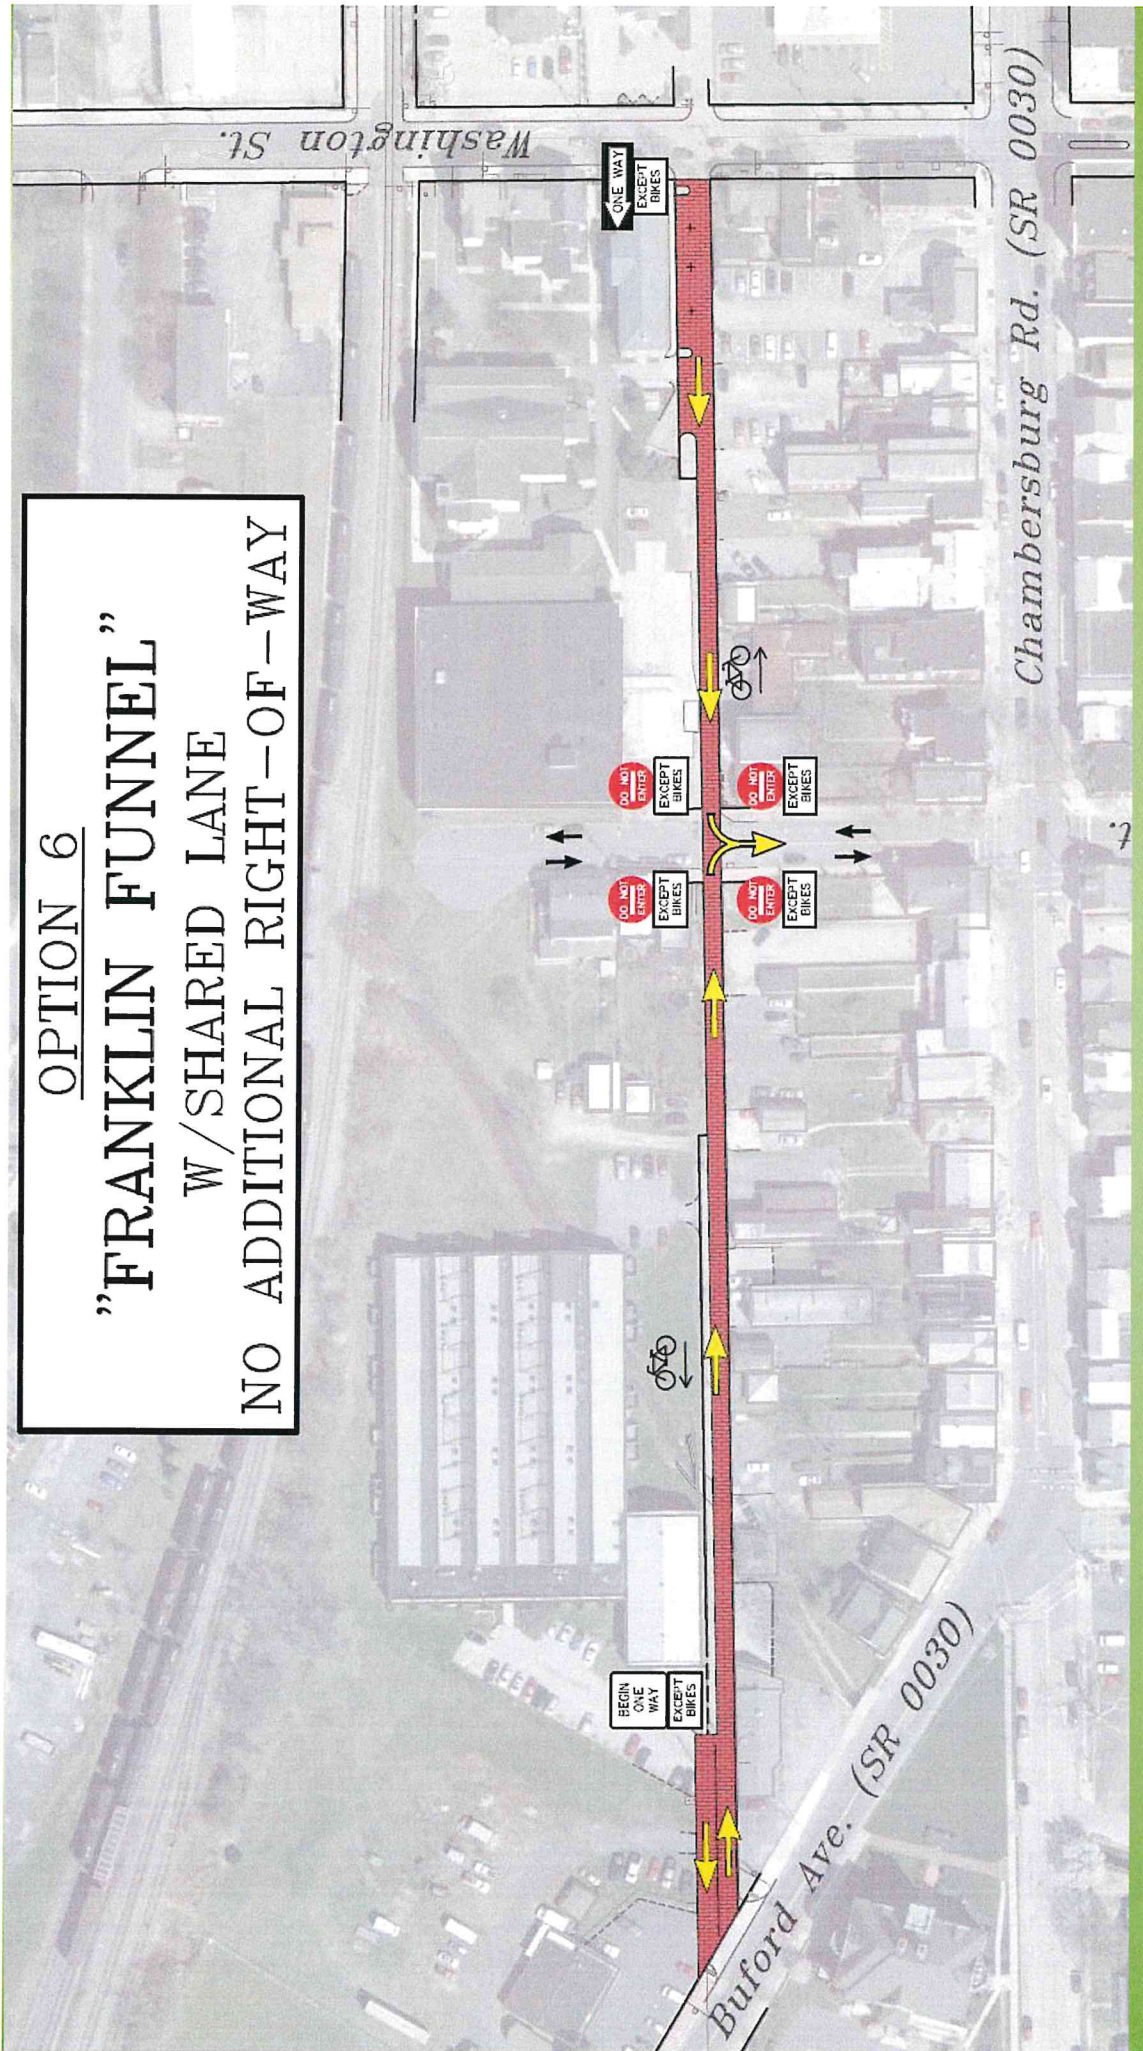 OPTION 6
"FRANKLIN FUNNEL"
W/SHARED LANE
NO ADDITIONAL RIGHT-OF-WAY
Washington St.
ONE WAY
EXCEPT
BIKES
Chambersburg Rd. (SR 0030)
DO NOT
ENTER
EXCEPT
BIKES
DO NOT
ENTER
EXCEPT
BIKES
DO NOT
ENTER
EXCEPT
BIKES
DO NOT
ENTER
EXCEPT
BIKES
t.
BEGIN
ONE
WAY
EXCEPT
BIKES
Buford Ave. (SR 0030)